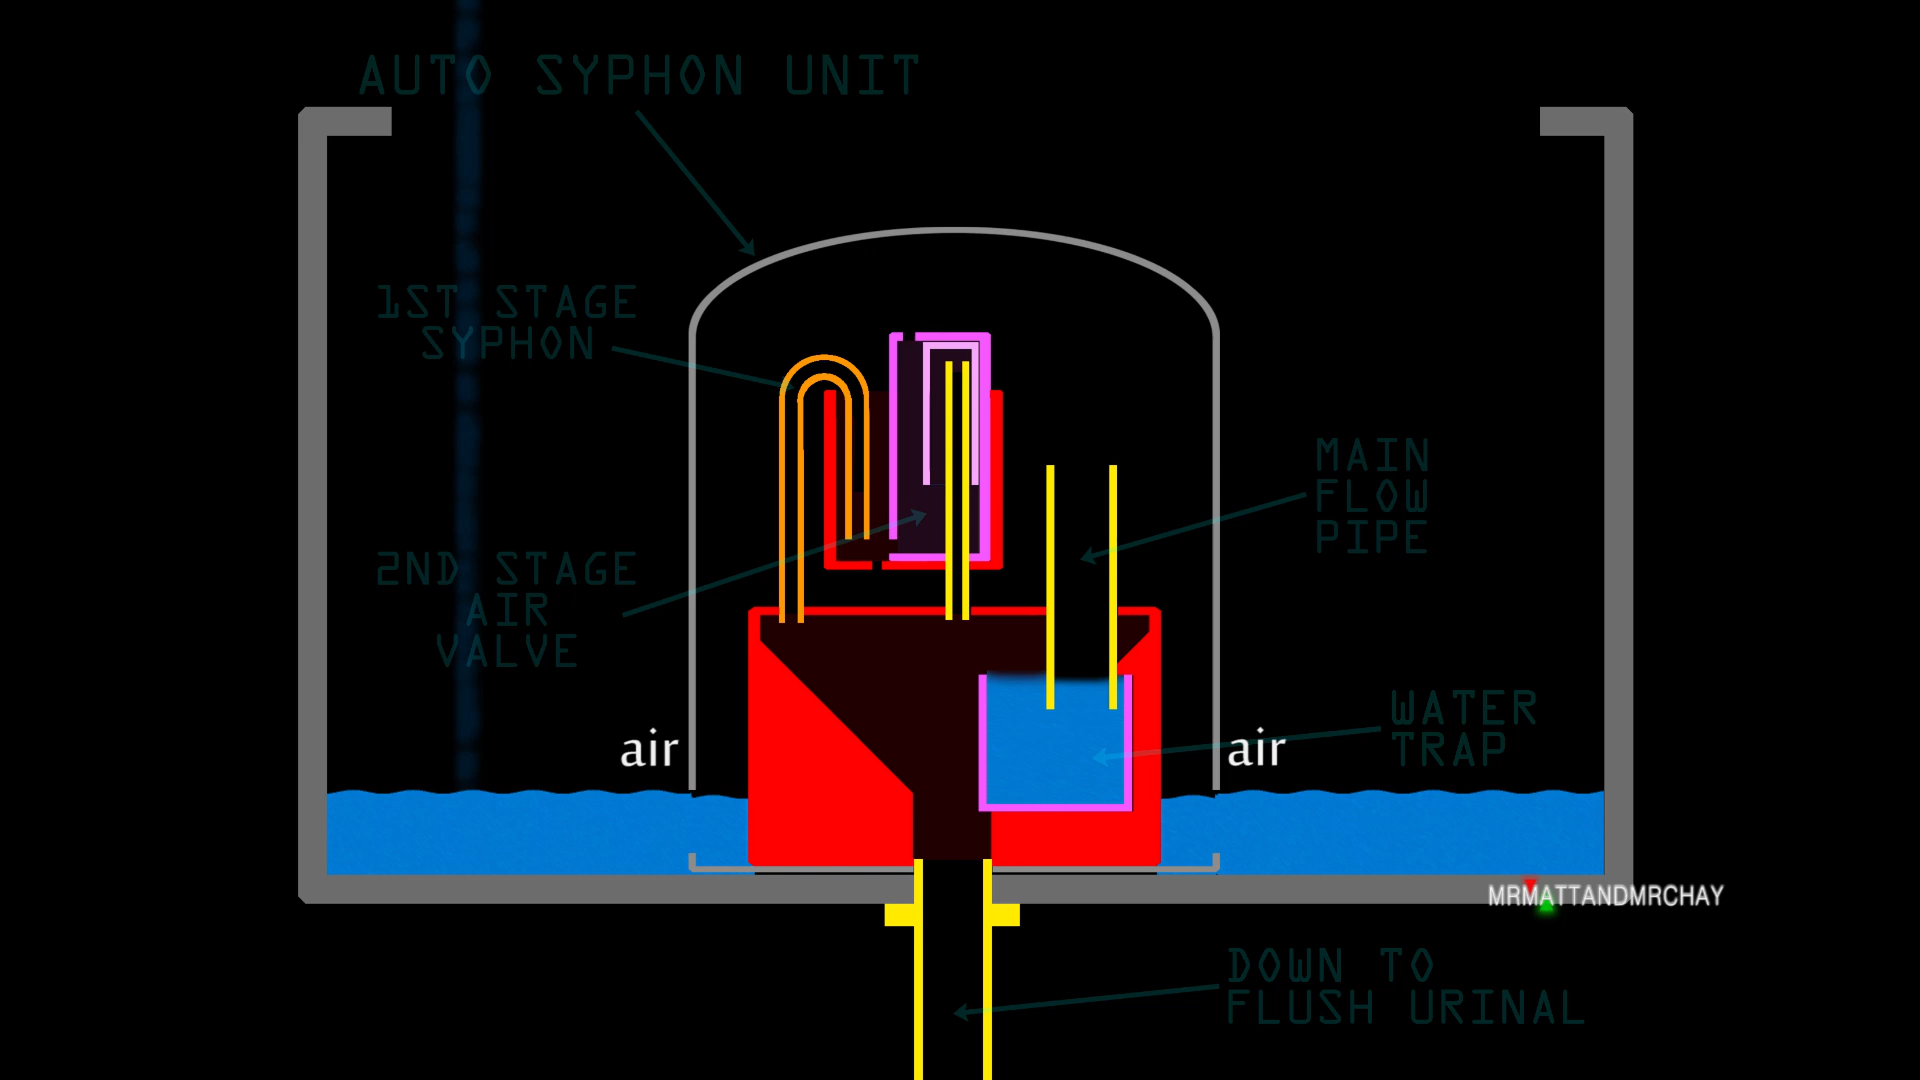 AUTO SYPHON UNIT
1ST STAGE
SYPHON
MAIN
FLOW
PIPE
2ND STAGE
AIR
VALVE
WATER
TRAP
air
air
MRMATTANDMRCHAY
DOWN TO
FLUSH URINAL